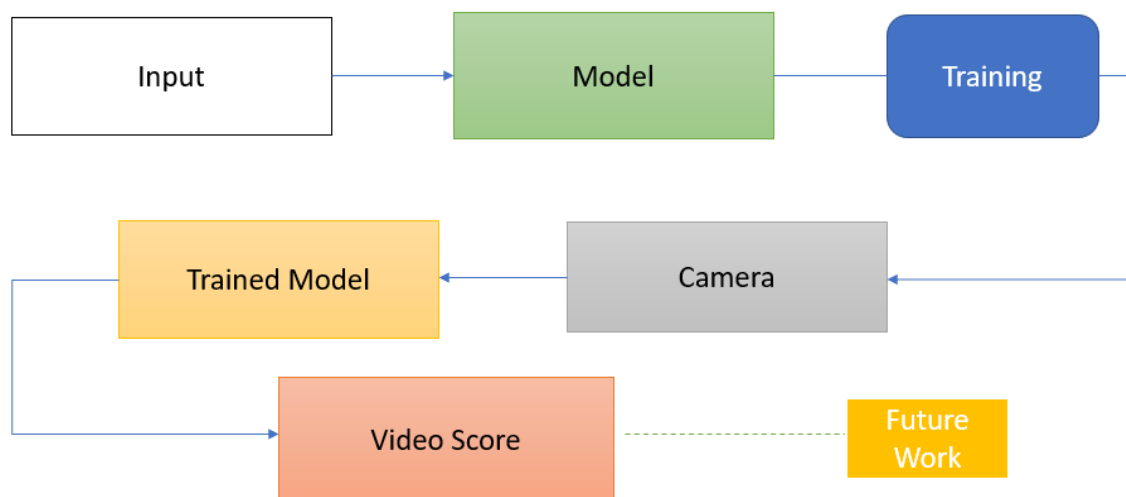 Input
Model
Training
Trained Model
Camera
Video Score
Future
Work